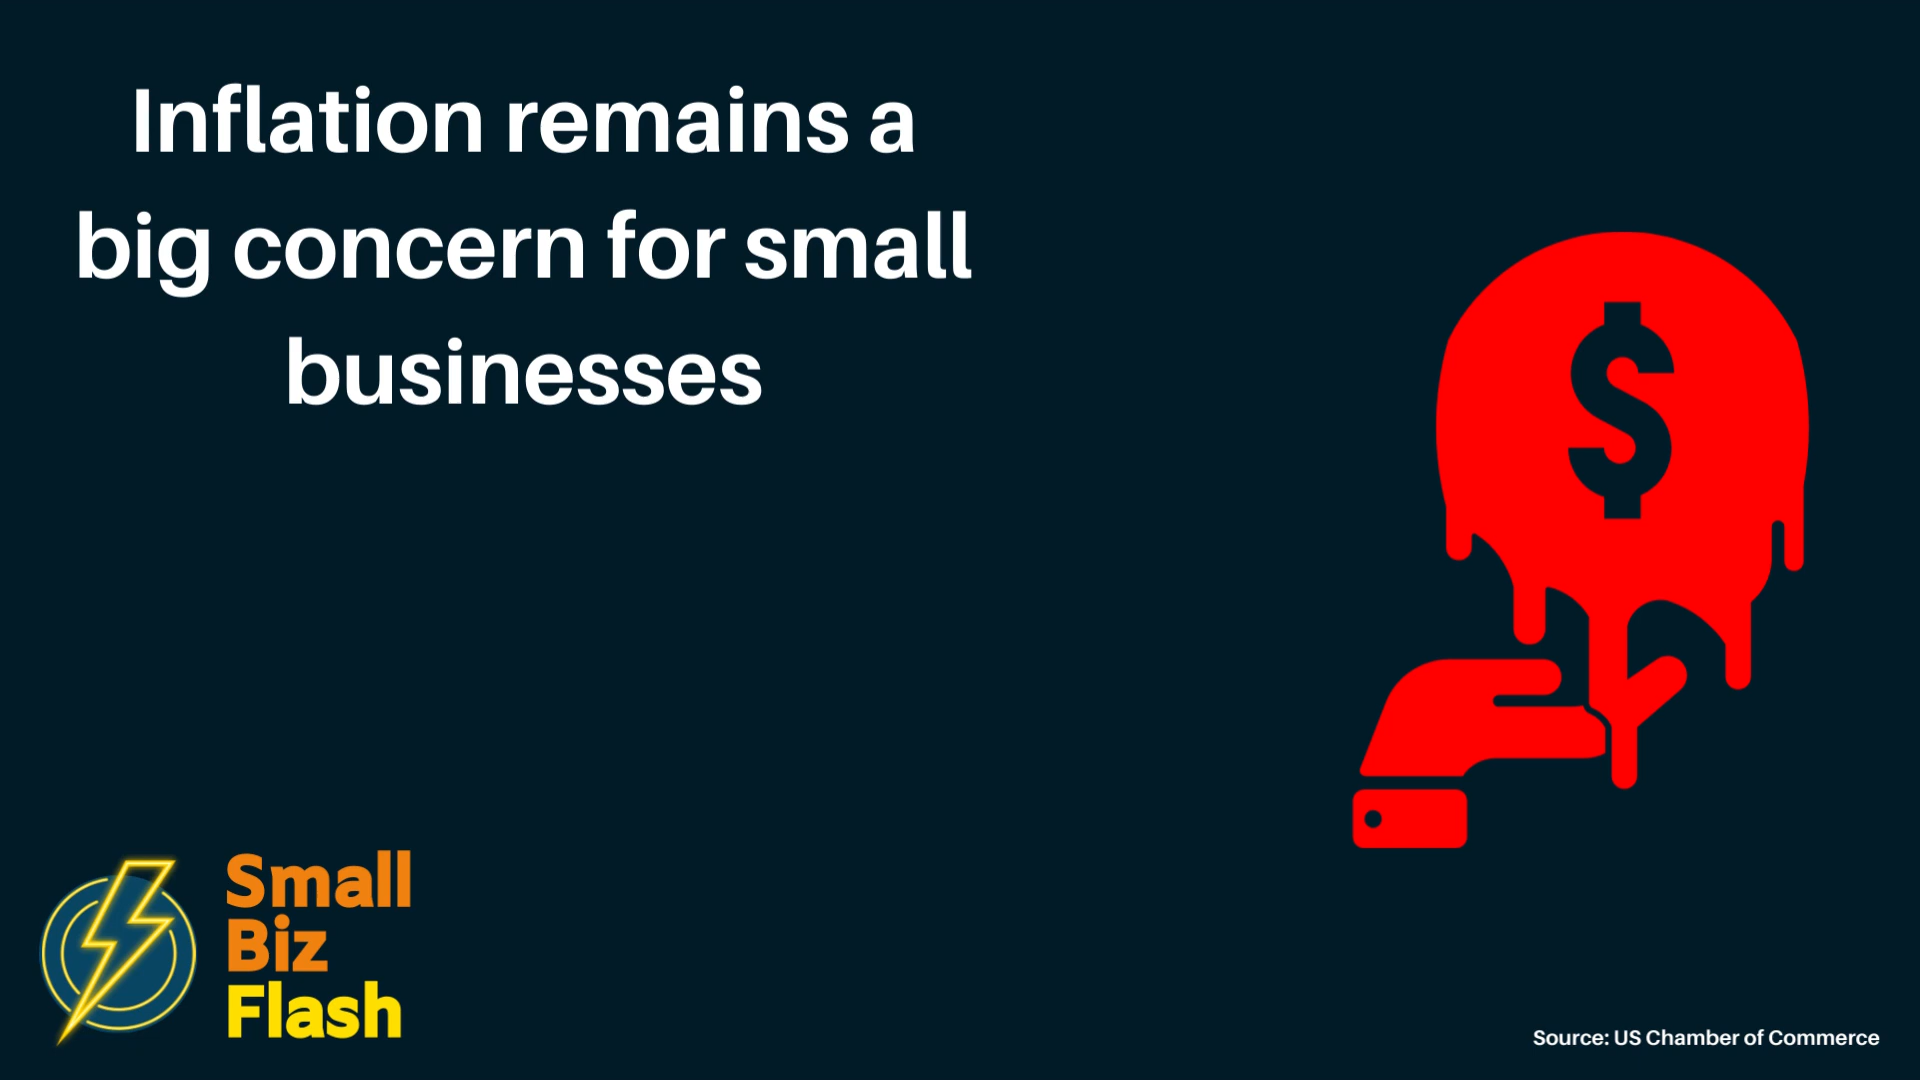 Inflation remains a
big concern for small
businesses
$
Small
Biz
Flash
Source: US Chamber of Commerce